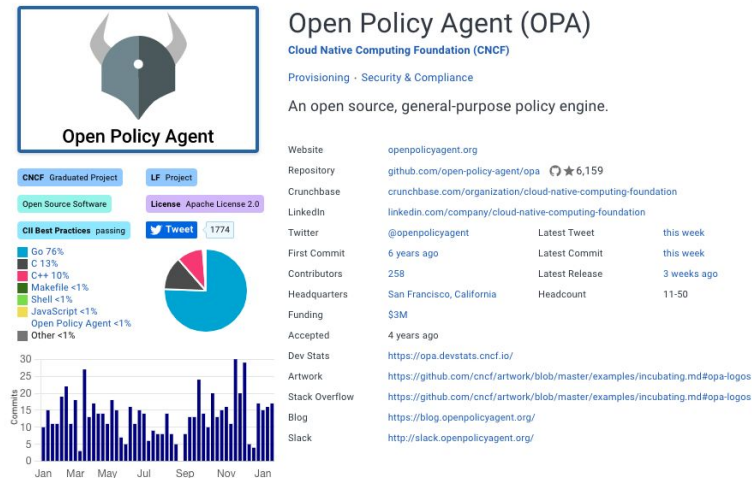 Open Policy Agent
CNCF Graduated Project
LF Project
Open Source Software
License Apache License 2.0
CII Best Practices passing
Tweet
1774
Go 76%
C 13%
C++ 10%
Makefile <1%
Shell <1%
JavaScript <1%
Open Policy Agent <1%
Other <1%
30
25
20
15
10
5
0
Commits
Jan Mar May Jul Sep Nov Jan
Open Policy Agent (OPA)
Cloud Native Computing Foundation (CNCF)
Provisioning · Security & Compliance
An open source, general-purpose policy engine.
Website openpolicyagent.org
Repository github.com/open-policy-agent/opa ★6,159
Crunchbase crunchbase.com/organization/cloud-native-computing-foundation
LinkedIn linkedin.com/company/cloud-native-computing-foundation
Twitter @openpolicyagent Latest Tweet this week
First Commit 6 years ago Latest Commit this week
Contributors 258 Latest Release 3 weeks ago
Headquarters San Francisco, California Headcount 11-50
Funding $3M
Accepted 4 years ago
Dev Stats https://opa.devstats.cncf.io/
Artwork https://github.com/cncf/artwork/blob/master/examples/incubating.md#opa-logos
Stack Overflow https://github.com/cncf/artwork/blob/master/examples/incubating.md#opa-logos
Blog https://blog.openpolicyagent.org/
Slack http://slack.openpolicyagent.org/